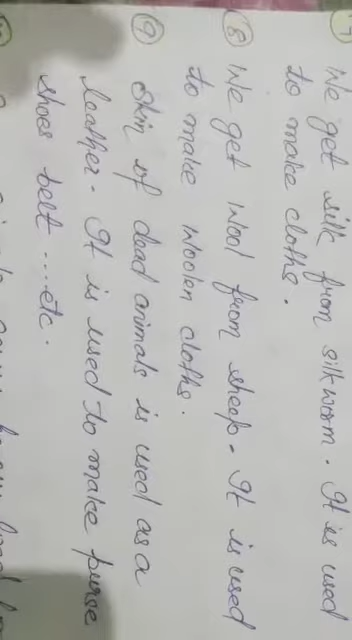 We get silk from silkworm. It is used
to make cloths.
⑧ We get wool from sheep. It is used
to make woolen cloths.
⑨ Skin of dead animals is used as a
leather. It is used to make purse
shoes belt ... etc.